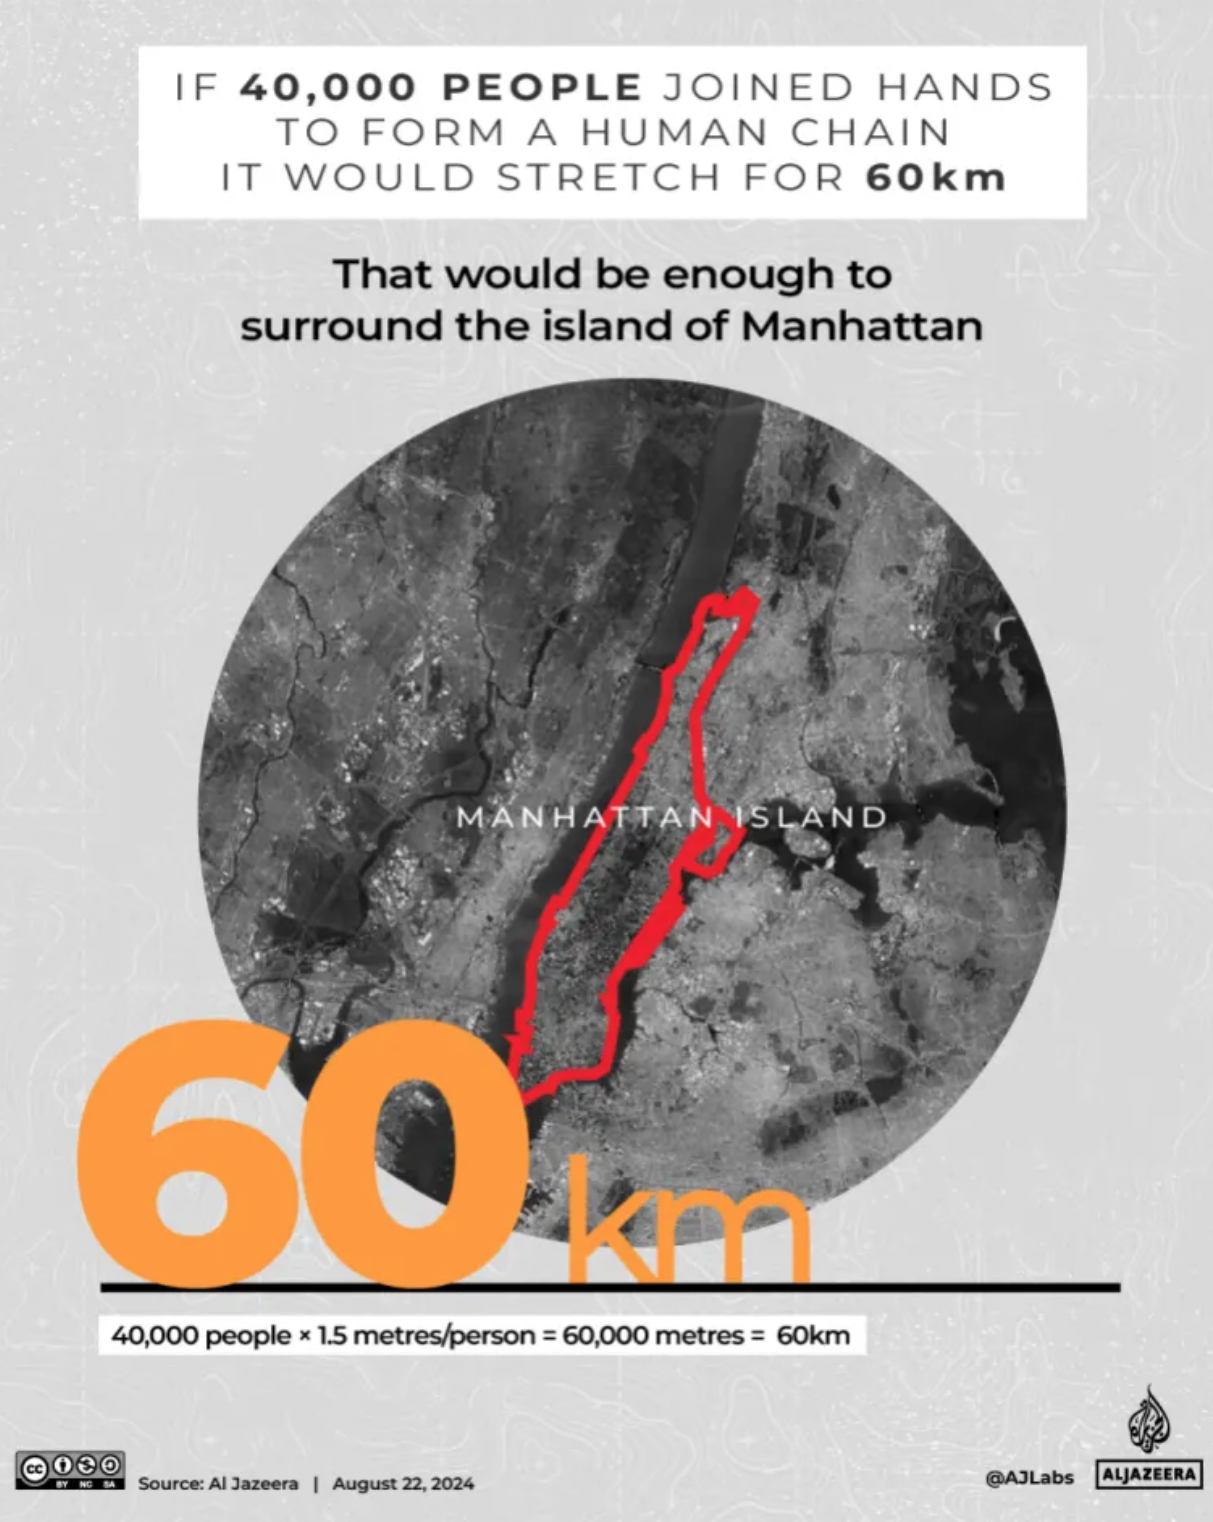 IF 40,000 PEOPLE JOINED HANDS
TO FORM A HUMAN CHAIN
IT WOULD STRETCH FOR 60km
That would be enough to
surround the island of Manhattan
MANHATTAN ISLAND
60 km
40,000 people × 1.5 metres/person = 60,000 metres = 60km
cc BY NC SA
Source: Al Jazeera | August 22, 2024
@AJLabs
ALJAZEERA